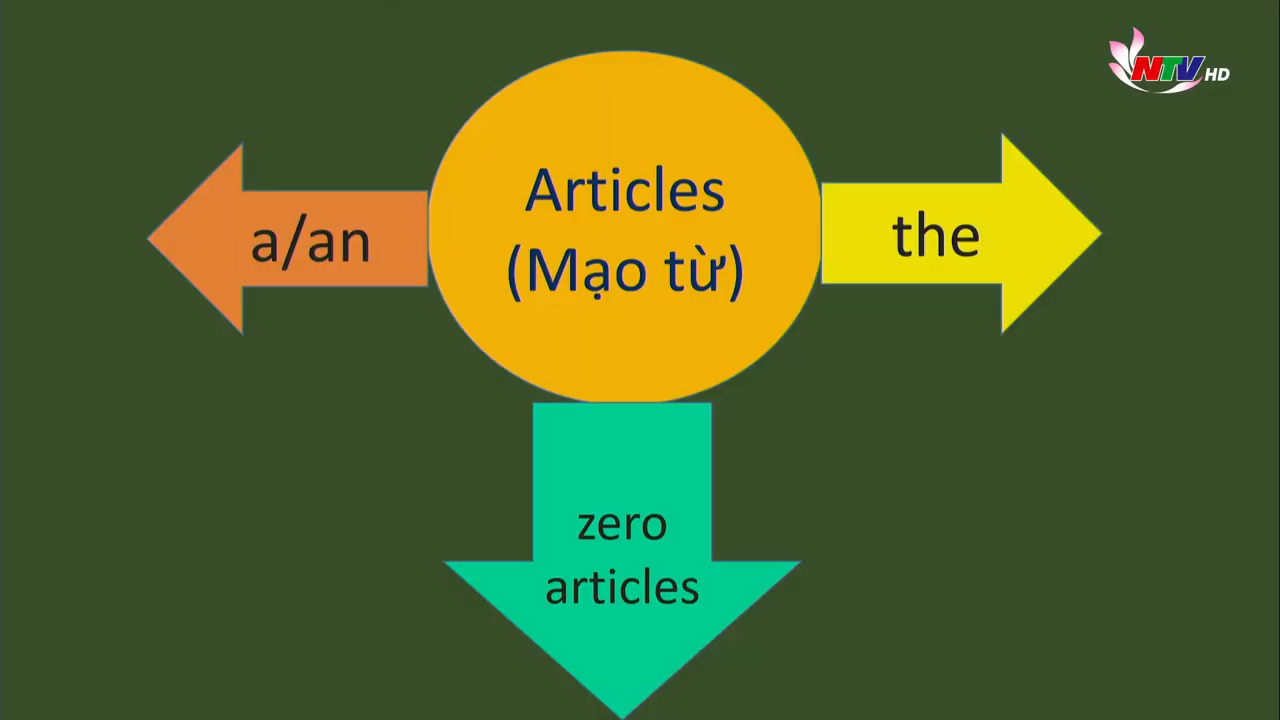 NTV HD
Articles
(Mạo từ)
a/an
the
zero
articles